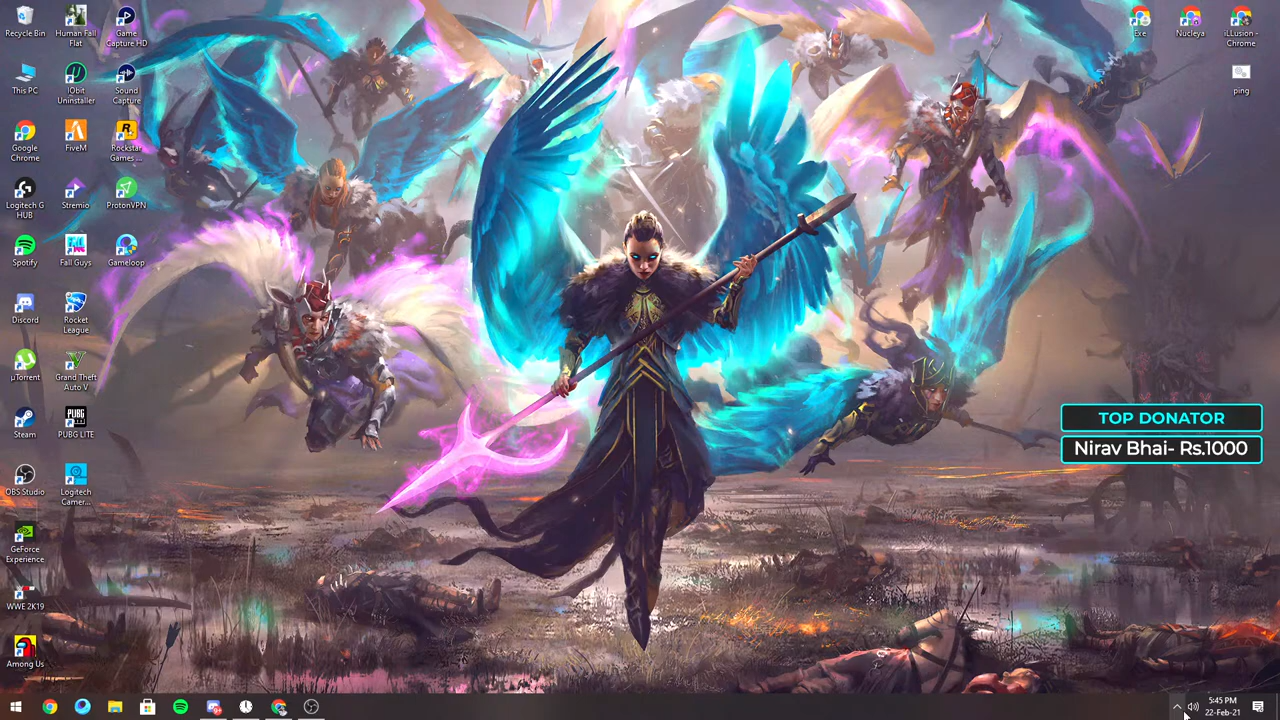 Recycle Bin
Human Fall
Flat
Game
Capture HD
This PC
IObit
Uninstaller
Sound
Capture
Google
Chrome
FiveM
Rockstar
Games ...
Logitech G
HUB
Stremio
ProtonVPN
Spotify
Fall Guys
Gameloop
Discord
Rocket
League
µTorrent
Grand Theft
Auto V
Steam
PUBG LITE
OBS Studio
Logitech
Camer...
GeForce
Experience
WWE 2K19
Among Us
Exe
Nucleya
iLLusion -
Chrome
ping
TOP DONATOR
Nirav Bhai- Rs.1000
5:45 PM
22-Feb-21